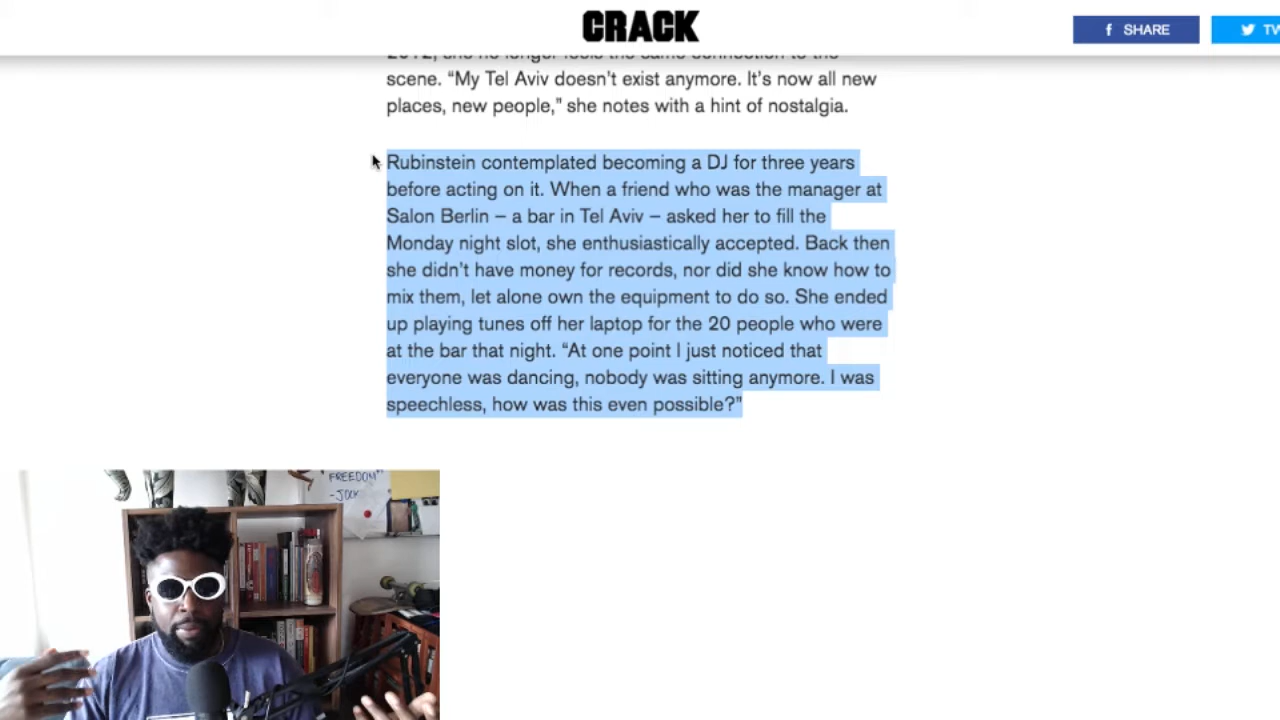 CRACK
SHARE
scene. “My Tel Aviv doesn’t exist anymore. It’s now all new
places, new people,” she notes with a hint of nostalgia.
Rubinstein contemplated becoming a DJ for three years
before acting on it. When a friend who was the manager at
Salon Berlin – a bar in Tel Aviv – asked her to fill the
Monday night slot, she enthusiastically accepted. Back then
she didn’t have money for records, nor did she know how to
mix them, let alone own the equipment to do so. She ended
up playing tunes off her laptop for the 20 people who were
at the bar that night. “At one point I just noticed that
everyone was dancing, nobody was sitting anymore. I was
speechless, how was this even possible?”
FREEDOM”